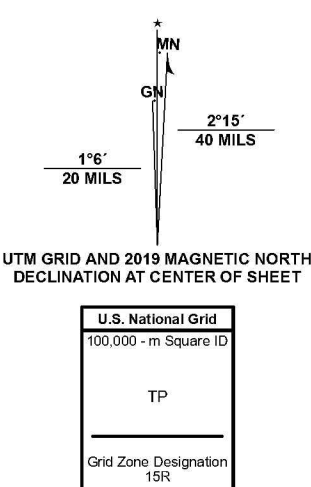 ★
MN
GN
2°15´
40 MILS
1°6´
20 MILS
UTM GRID AND 2019 MAGNETIC NORTH
DECLINATION AT CENTER OF SHEET
U.S. National Grid
100,000 - m Square ID
TP
Grid Zone Designation
15R